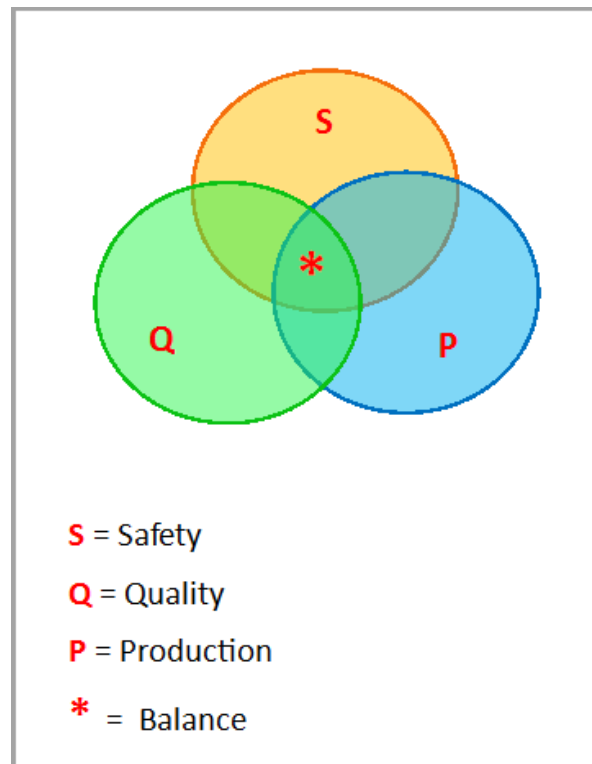 S
*
Q
P
S = Safety
Q = Quality
P = Production
* = Balance